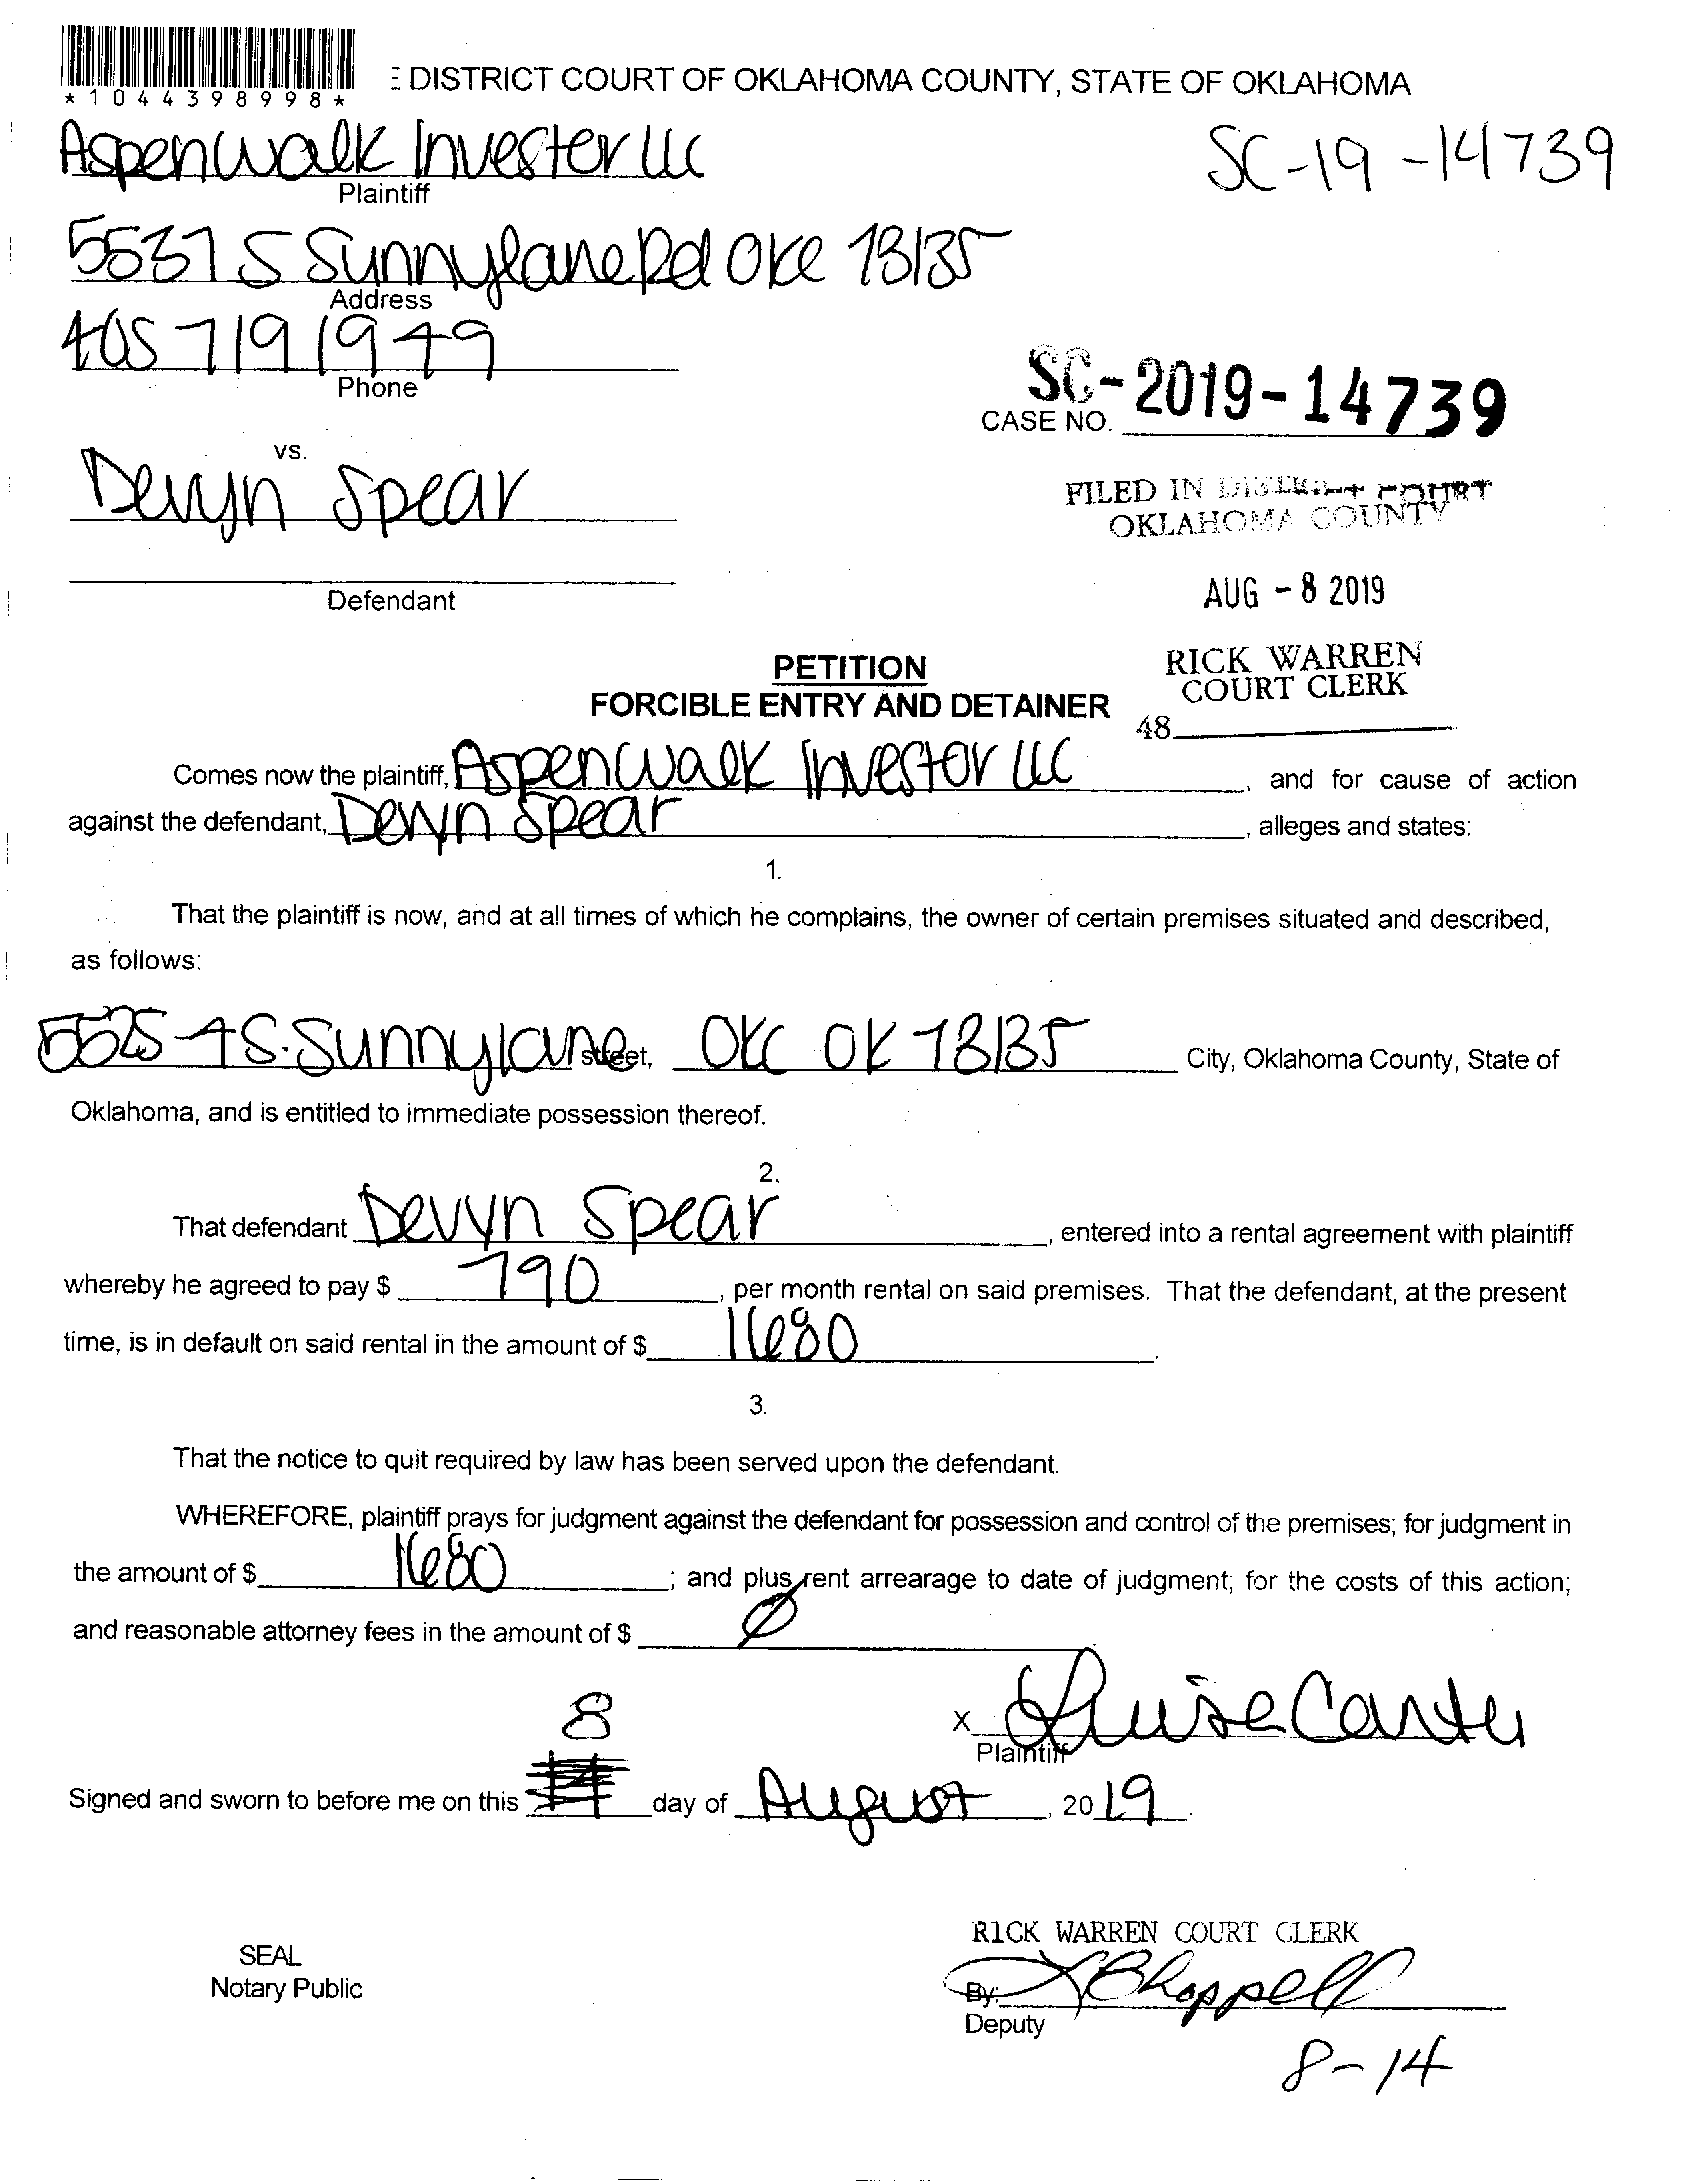 *1044398998*
E DISTRICT COURT OF OKLAHOMA COUNTY, STATE OF OKLAHOMA
Aspenwalk Investor LLC
SC-19-14739
Plaintiff
5537 S Sunnylane Rd OKC 73135
Address
405 719 1949
Phone
SC-2019-14739
CASE NO.
vs.
Devyn Spear
FILED IN DISTRICT COURT
OKLAHOMA COUNTY
Defendant
AUG - 8 2019
RICK WARREN
COURT CLERK
48
PETITION
FORCIBLE ENTRY AND DETAINER
Comes now the plaintiff, Aspenwalk Investor LLC, and for cause of action
against the defendant, Devyn Spear, alleges and states:
1.
That the plaintiff is now, and at all times of which he complains, the owner of certain premises situated and described,
as follows:
5525-4 S. Sunnylane street, OKC OK 73135 City, Oklahoma County, State of
Oklahoma, and is entitled to immediate possession thereof.
2.
That defendant Devyn Spear, entered into a rental agreement with plaintiff
whereby he agreed to pay $ 790, per month rental on said premises. That the defendant, at the present
time, is in default on said rental in the amount of $ 1680.
3.
That the notice to quit required by law has been served upon the defendant.
WHEREFORE, plaintiff prays for judgment against the defendant for possession and control of the premises; for judgment in
the amount of $ 1680; and plus rent arrearage to date of judgment; for the costs of this action;
and reasonable attorney fees in the amount of $ Ø
8
x Louise Carter
Plaintiff
Signed and sworn to before me on this day of August, 2019.
RICK WARREN COURT CLERK
SEAL
Notary Public
By: Chappell
Deputy
8-14